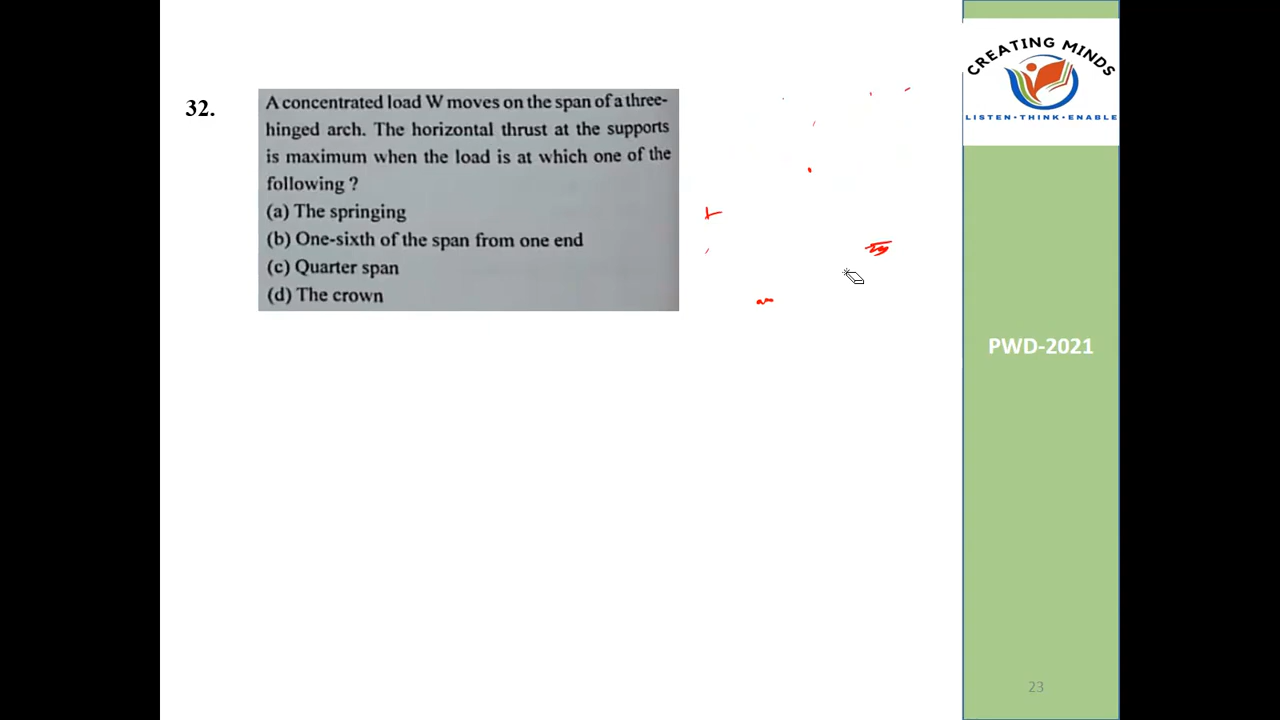 CREATING MINDS
LISTEN • THINK • ENABLE
32.
A concentrated load W moves on the span of a three-
hinged arch. The horizontal thrust at the supports
is maximum when the load is at which one of the
following ?
(a) The springing
(b) One-sixth of the span from one end
(c) Quarter span
(d) The crown
PWD-2021
23